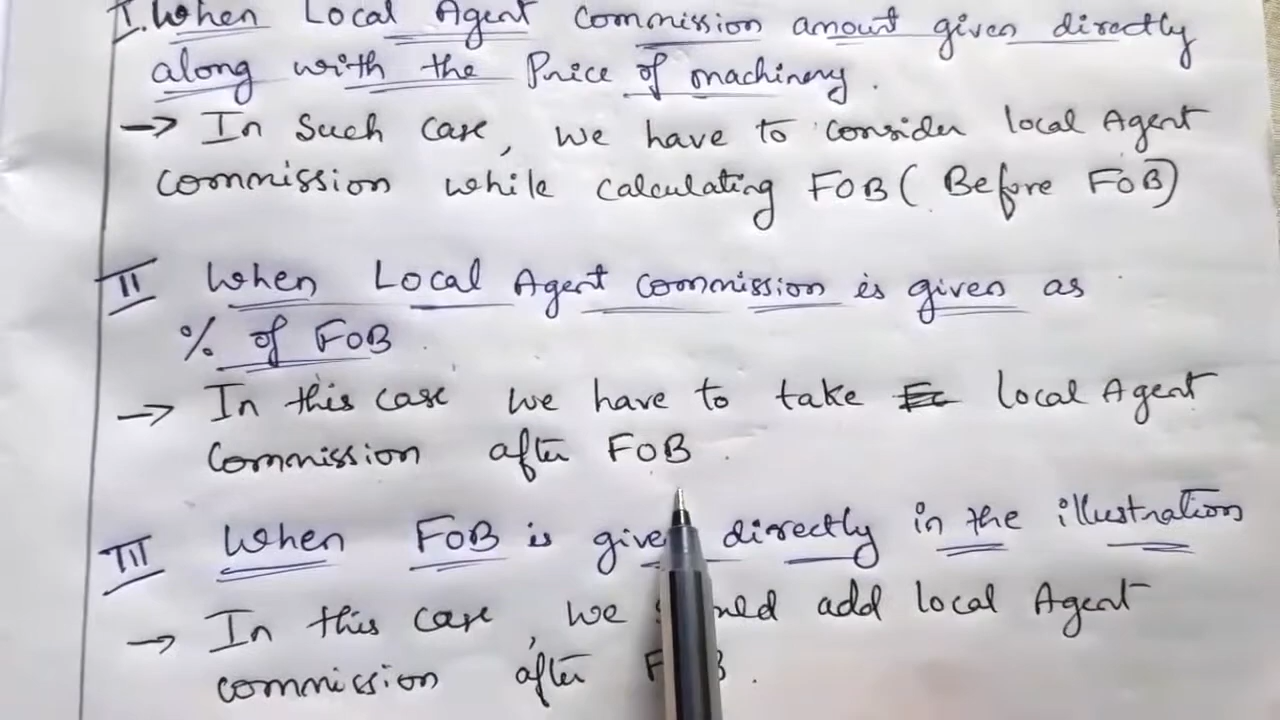 I. When Local Agent Commission amount given directly
along with the Price of machinery.
→ In Such case, we have to consider local Agent
commission while calculating FOB ( Before FOB)
II When Local Agent commission is given as
% of FOB.
→ In this case we have to take local Agent
Commission after FOB.
III When FOB is given directly in the illustration
→ In this case, we add local Agent
commission after .